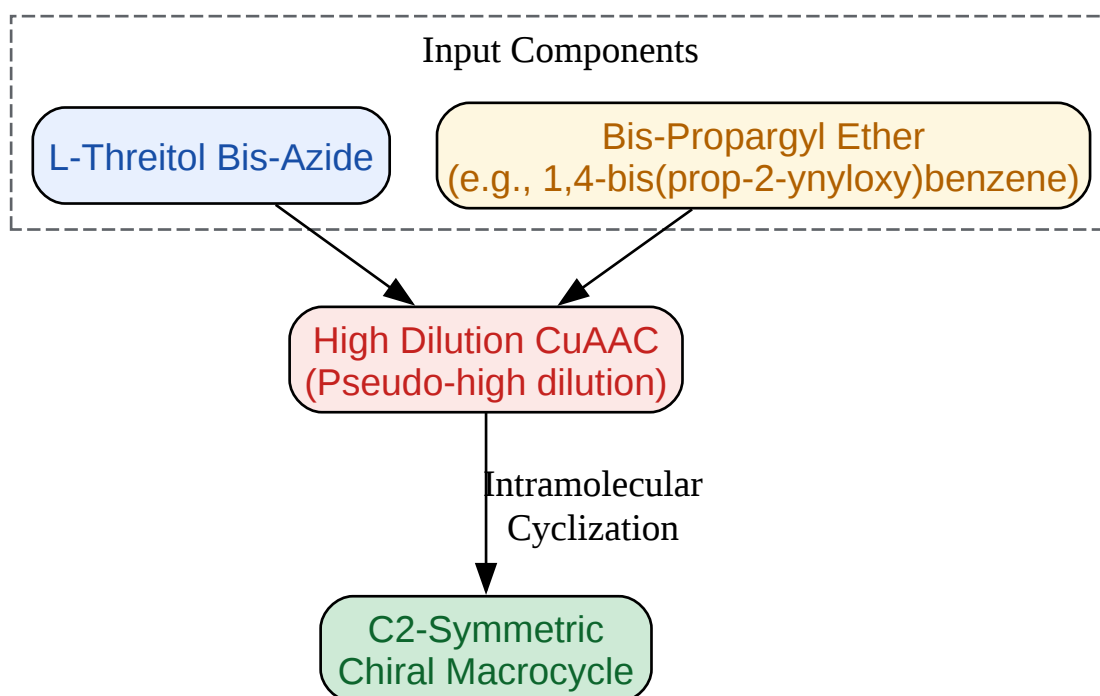 Input Components
L-Threitol Bis-Azide
Bis-Propargyl Ether
(e.g., 1,4-bis(prop-2-ynyloxy)benzene)
High Dilution CuAAC
(Pseudo-high dilution)
Intramolecular
Cyclization
C2-Symmetric
Chiral Macrocycle